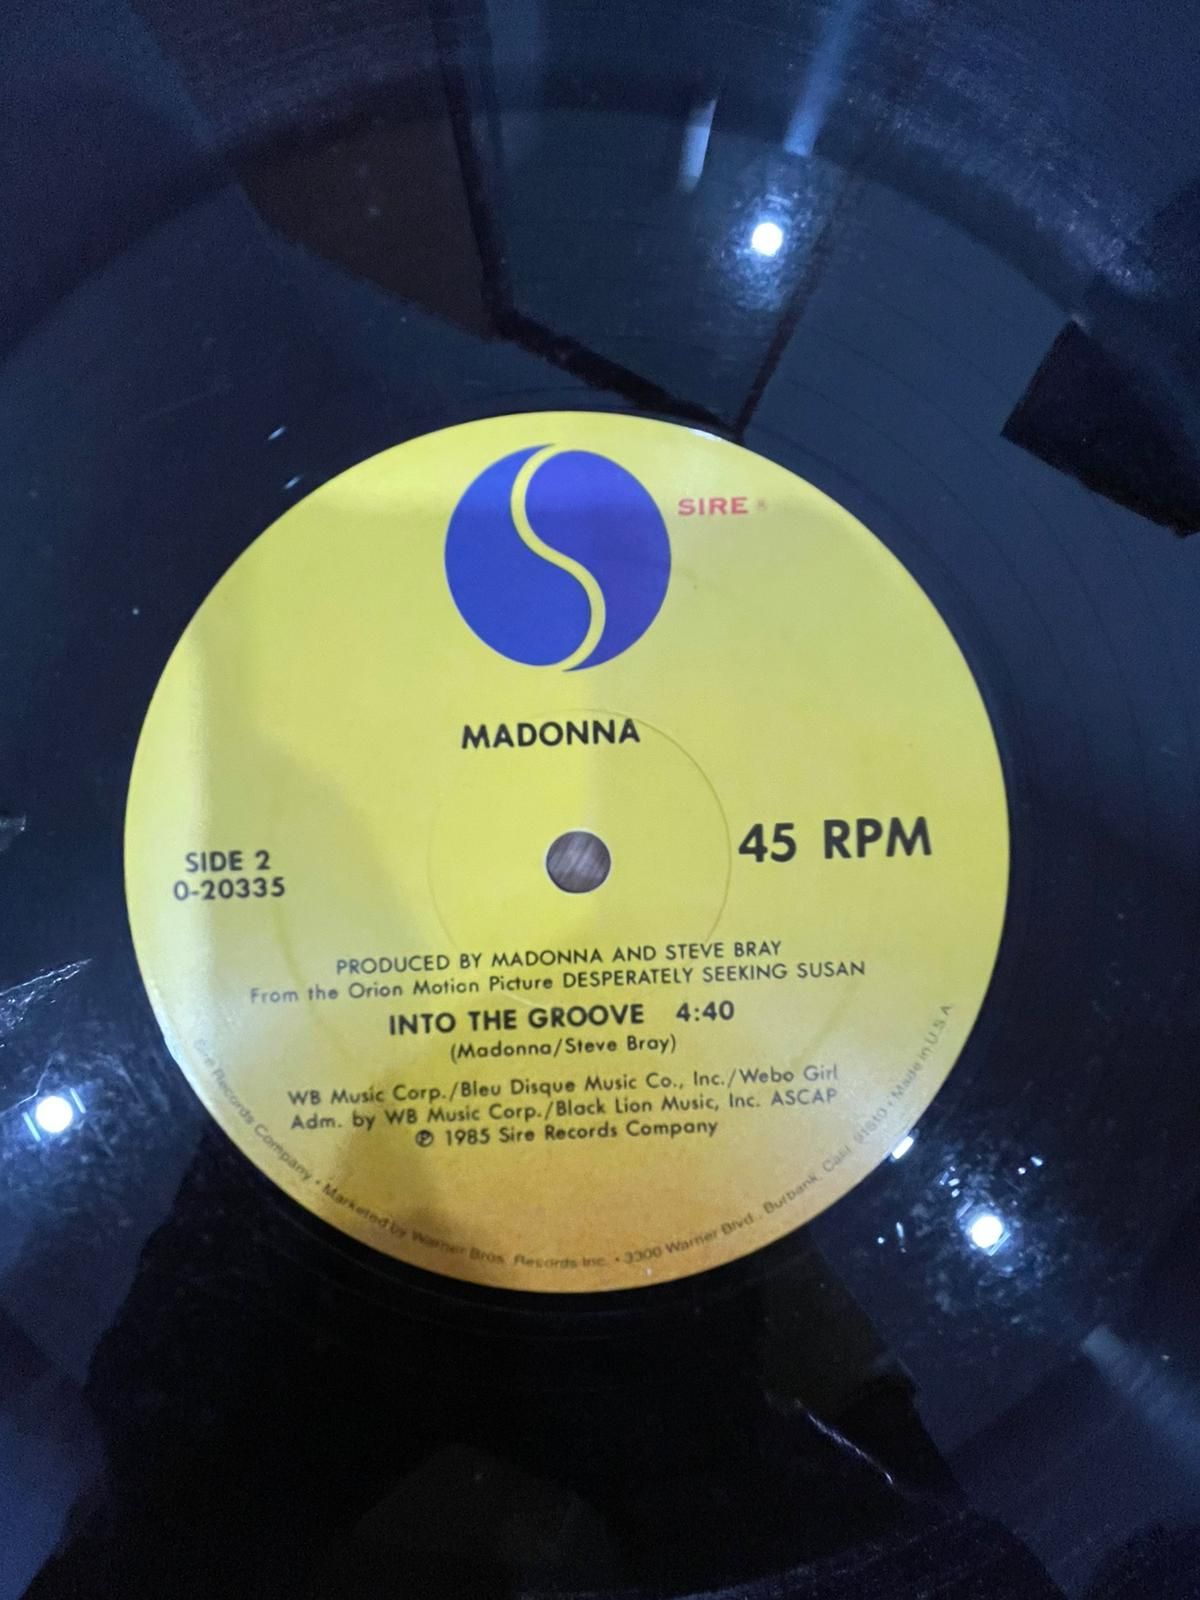 SIRE ®
MADONNA
45 RPM
SIDE 2
0-20335
PRODUCED BY MADONNA AND STEVE BRAY
From the Orion Motion Picture DESPERATELY SEEKING SUSAN
INTO THE GROOVE 4:40
(Madonna/Steve Bray)
WB Music Corp./Bleu Disque Music Co., Inc./Webo Girl
Adm. by WB Music Corp./Black Lion Music, Inc. ASCAP
℗ 1985 Sire Records Company
Sire Records Company • Marketed by Warner Bros. Records Inc. • 3300 Warner Blvd., Burbank, Calif. 91510 • Made in U.S.A.